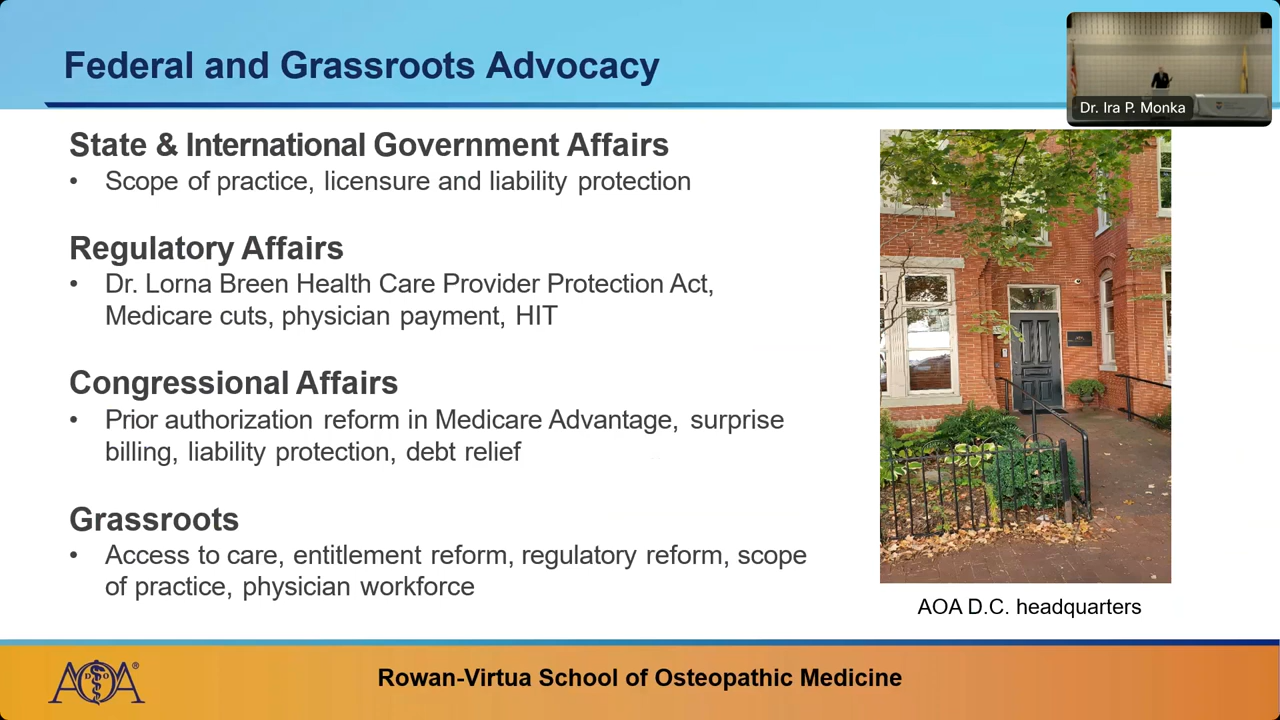 Federal and Grassroots Advocacy
Dr. Ira P. Monka
State & International Government Affairs
• Scope of practice, licensure and liability protection
Regulatory Affairs
• Dr. Lorna Breen Health Care Provider Protection Act,
Medicare cuts, physician payment, HIT
Congressional Affairs
• Prior authorization reform in Medicare Advantage, surprise
billing, liability protection, debt relief
Grassroots
• Access to care, entitlement reform, regulatory reform, scope
of practice, physician workforce
AOA D.C. headquarters
AOA®
D O
Rowan-Virtua School of Osteopathic Medicine